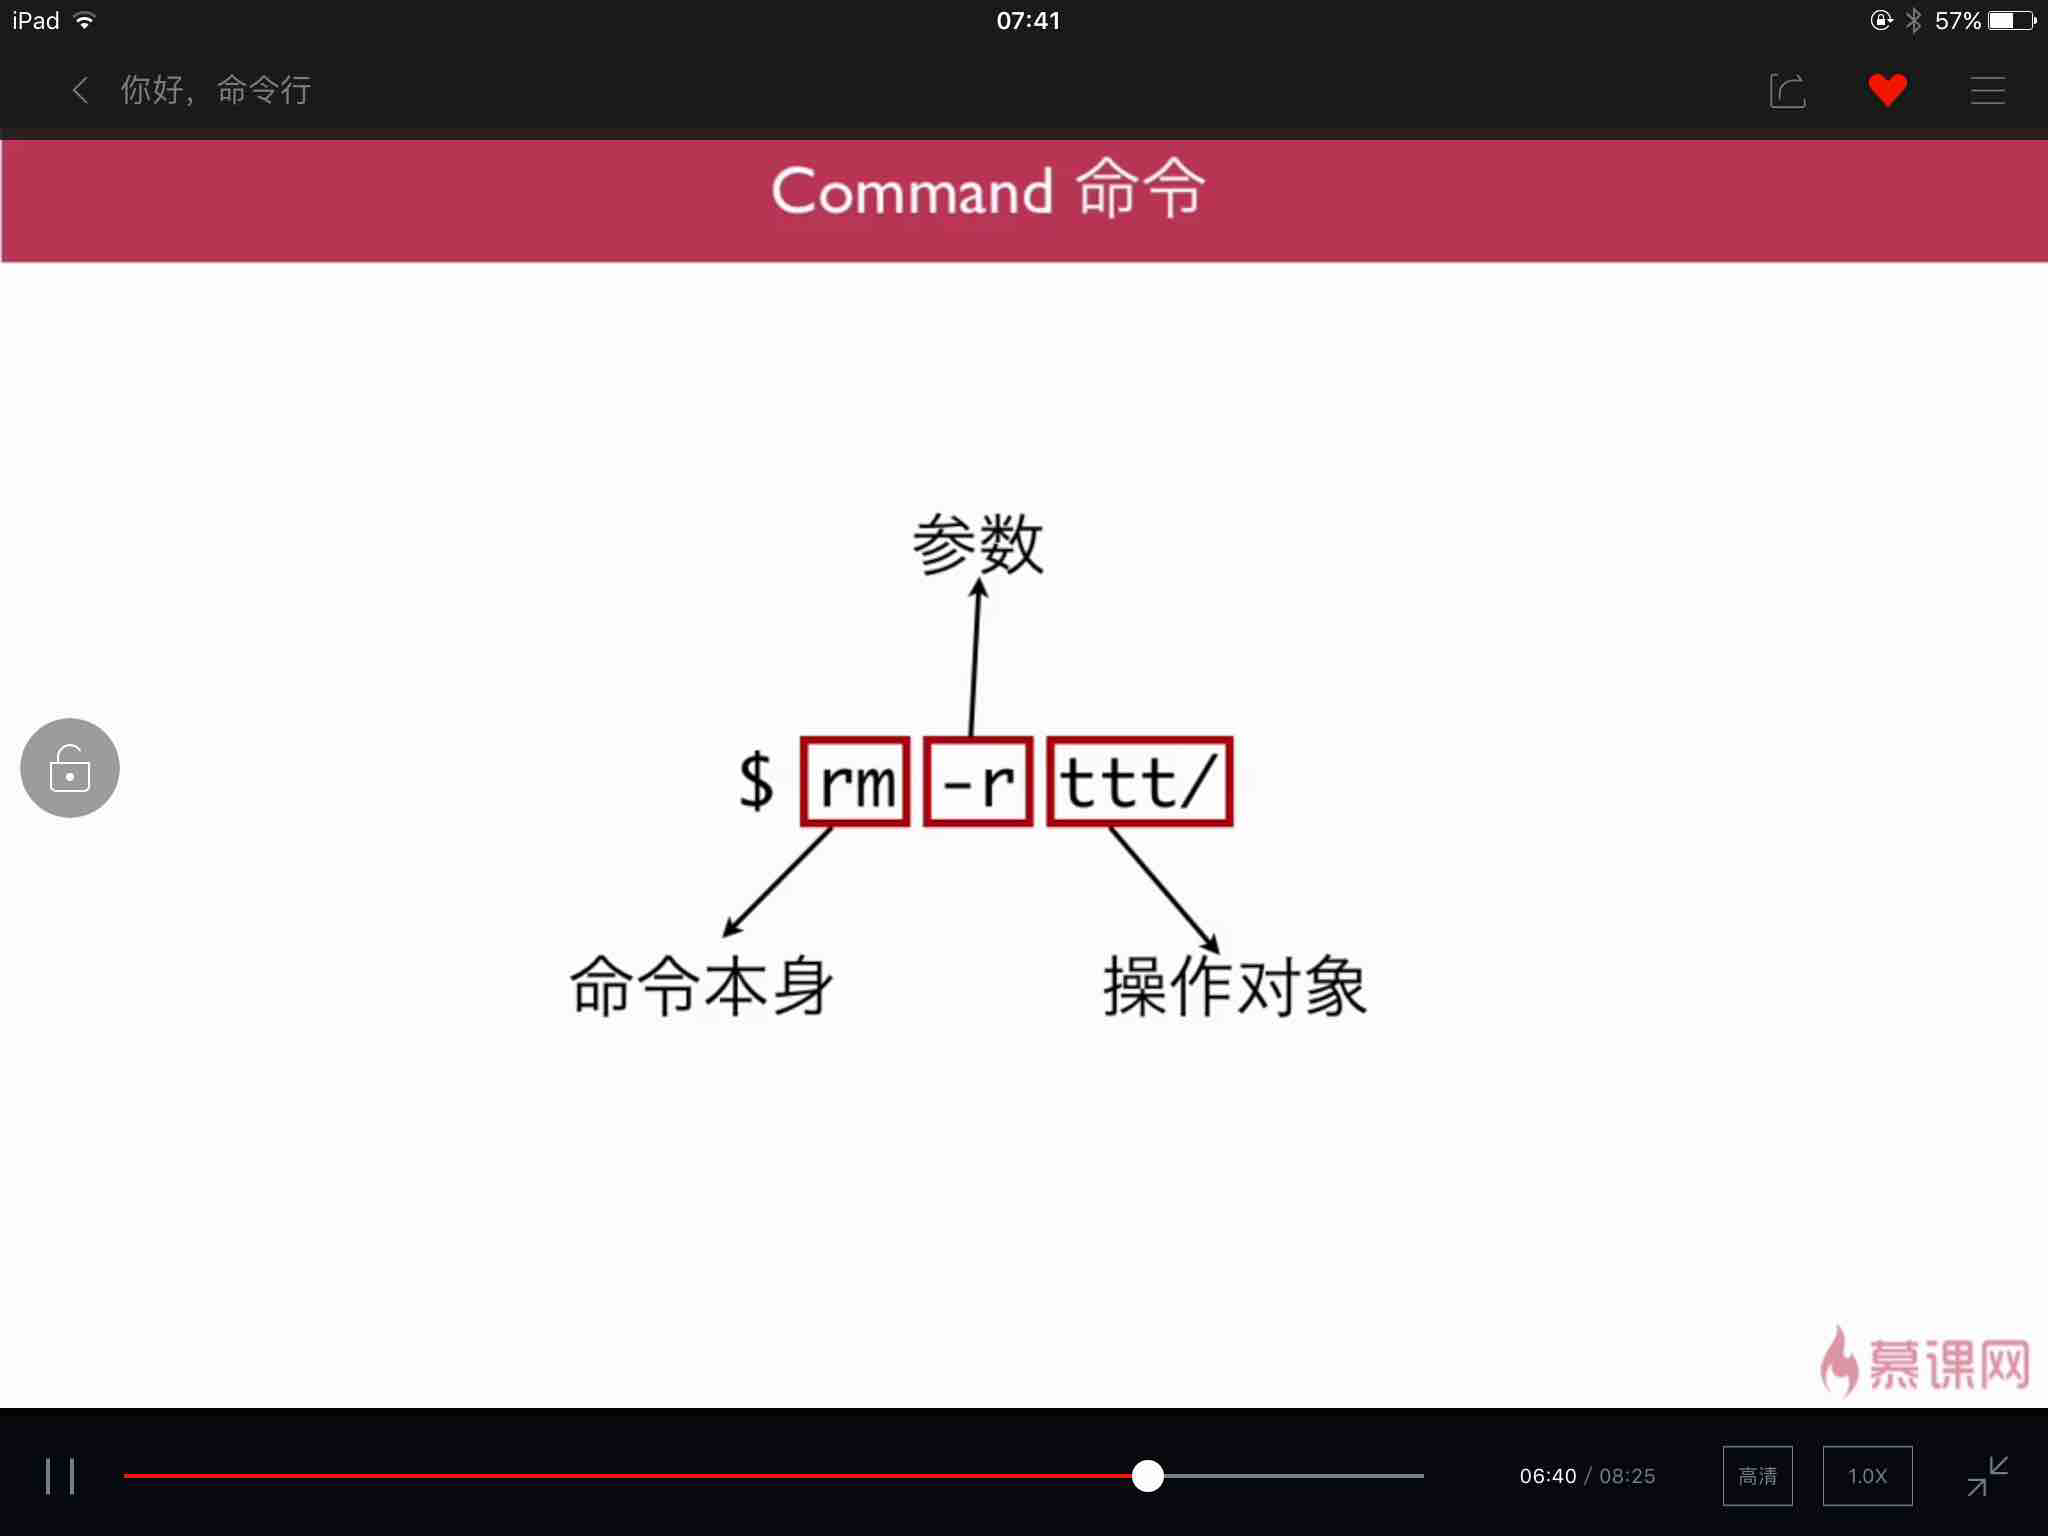 iPad 07:41 57%
你好，命令行
Command 命令
参数
$ rm -r ttt/
命令本身 操作对象
慕课网
06:40 / 08:25 高清 1.0X